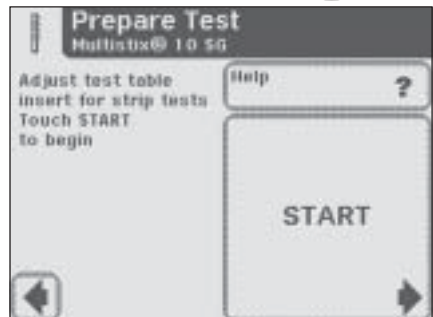 Prepare Test
Multistix® 10 SG
Adjust test table
insert for strip tests
Touch START
to begin
Help
?
START